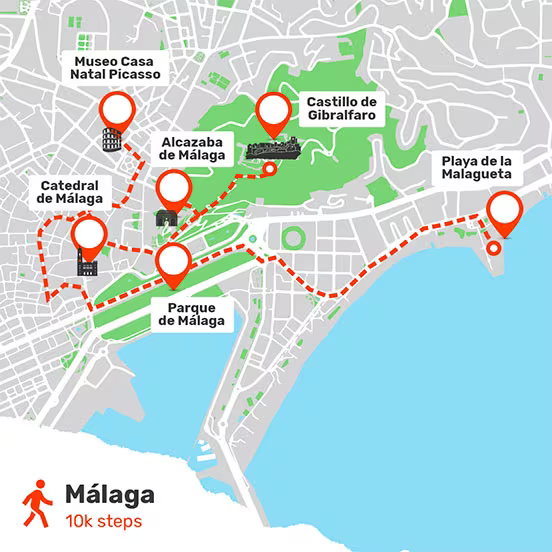 Museo Casa
Natal Picasso
Castillo de
Gibralfaro
Alcazaba
de Málaga
Playa de la
Malagueta
Catedral
de Málaga
Parque
de Málaga
Málaga
10k steps